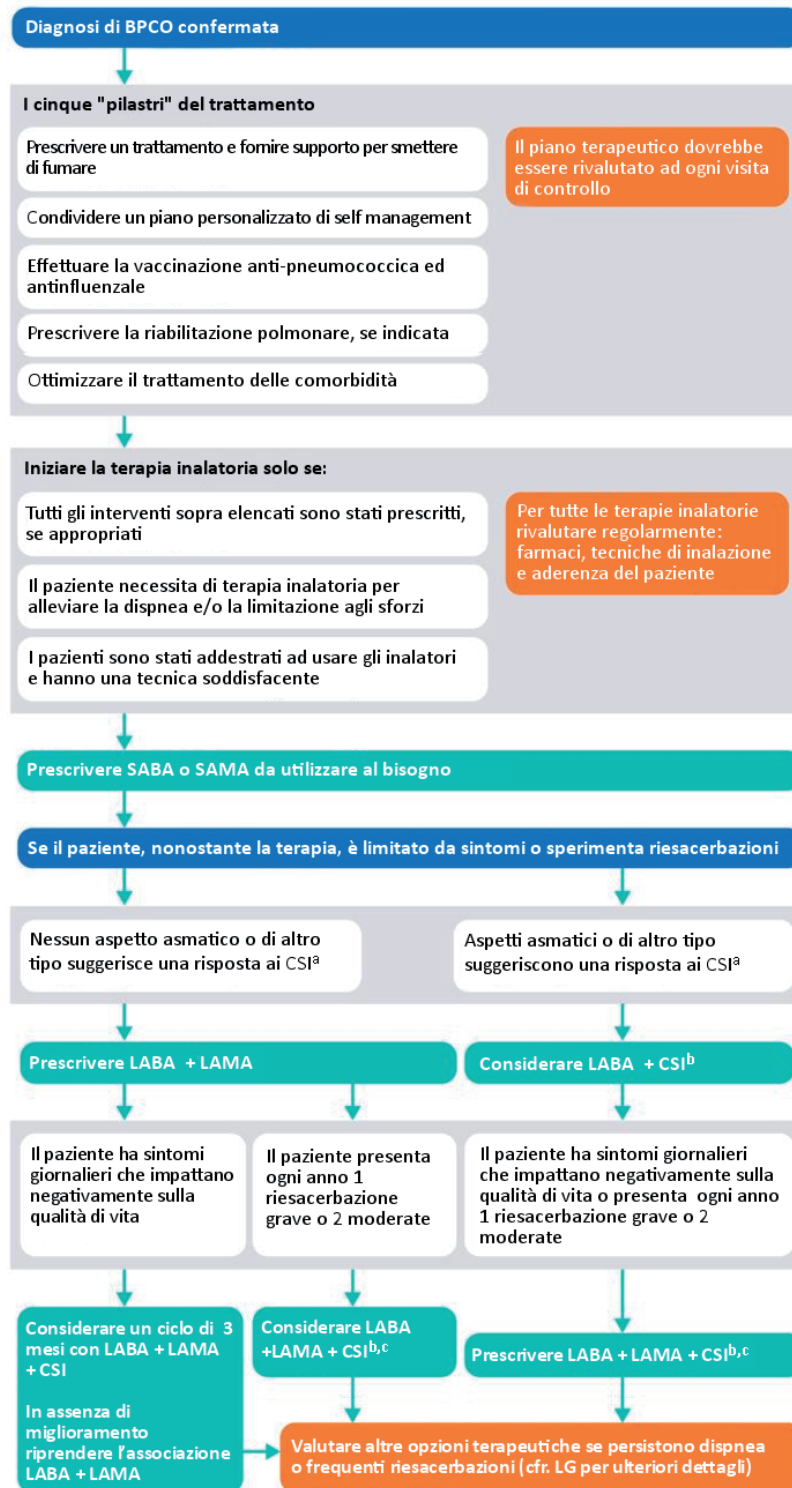 Diagnosi di BPCO confermata
I cinque "pilastri" del trattamento
Prescrivere un trattamento e fornire supporto per smettere
di fumare
Il piano terapeutico dovrebbe
essere rivalutato ad ogni visita
di controllo
Condividere un piano personalizzato di self management
Effettuare la vaccinazione anti-pneumococcica ed
antinfluenzale
Prescrivere la riabilitazione polmonare, se indicata
Ottimizzare il trattamento delle comorbidità
Iniziare la terapia inalatoria solo se:
Tutti gli interventi sopra elencati sono stati prescritti,
se appropriati
Per tutte le terapie inalatorie
rivalutare regolarmente:
farmaci, tecniche di inalazione
e aderenza del paziente
Il paziente necessita di terapia inalatoria per
alleviare la dispnea e/o la limitazione agli sforzi
I pazienti sono stati addestrati ad usare gli inalatori
e hanno una tecnica soddisfacente
Prescrivere SABA o SAMA da utilizzare al bisogno
Se il paziente, nonostante la terapia, è limitato da sintomi o sperimenta riesacerbazioni
Nessun aspetto asmatico o di altro
tipo suggerisce una risposta ai CSIᵃ
Aspetti asmatici o di altro tipo
suggeriscono una risposta ai CSIᵃ
Prescrivere LABA + LAMA
Considerare LABA + CSIᵇ
Il paziente ha sintomi
giornalieri che impattano
negativamente sulla
qualità di vita
Il paziente presenta
ogni anno 1
riesacerbazione
grave o 2 moderate
Il paziente ha sintomi giornalieri
che impattano negativamente sulla
qualità di vita o presenta ogni anno
1 riesacerbazione grave o 2
moderate
Considerare un ciclo di 3
mesi con LABA + LAMA
+ CSI
In assenza di
miglioramento
riprendere l'associazione
LABA + LAMA
Considerare LABA
+LAMA + CSIᵇ,ᶜ
Prescrivere LABA + LAMA + CSIᵇ,ᶜ
Valutare altre opzioni terapeutiche se persistono dispnea
o frequenti riesacerbazioni (cfr. LG per ulteriori dettagli)